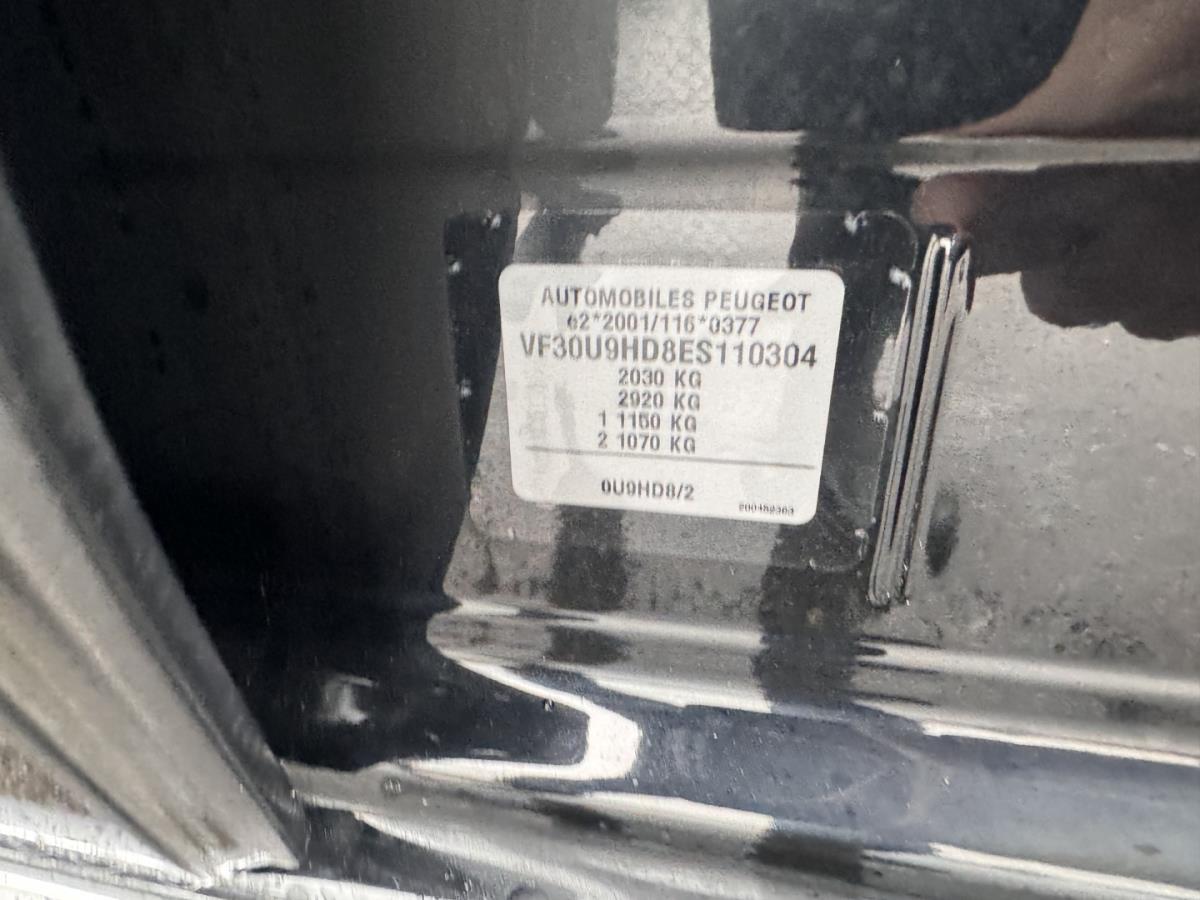 AUTOMOBILES PEUGEOT
e2*2001/116*0377
VF30U9HD8ES110304
2030 KG
2920 KG
1 1150 KG
2 1070 KG
0U9HD8/2